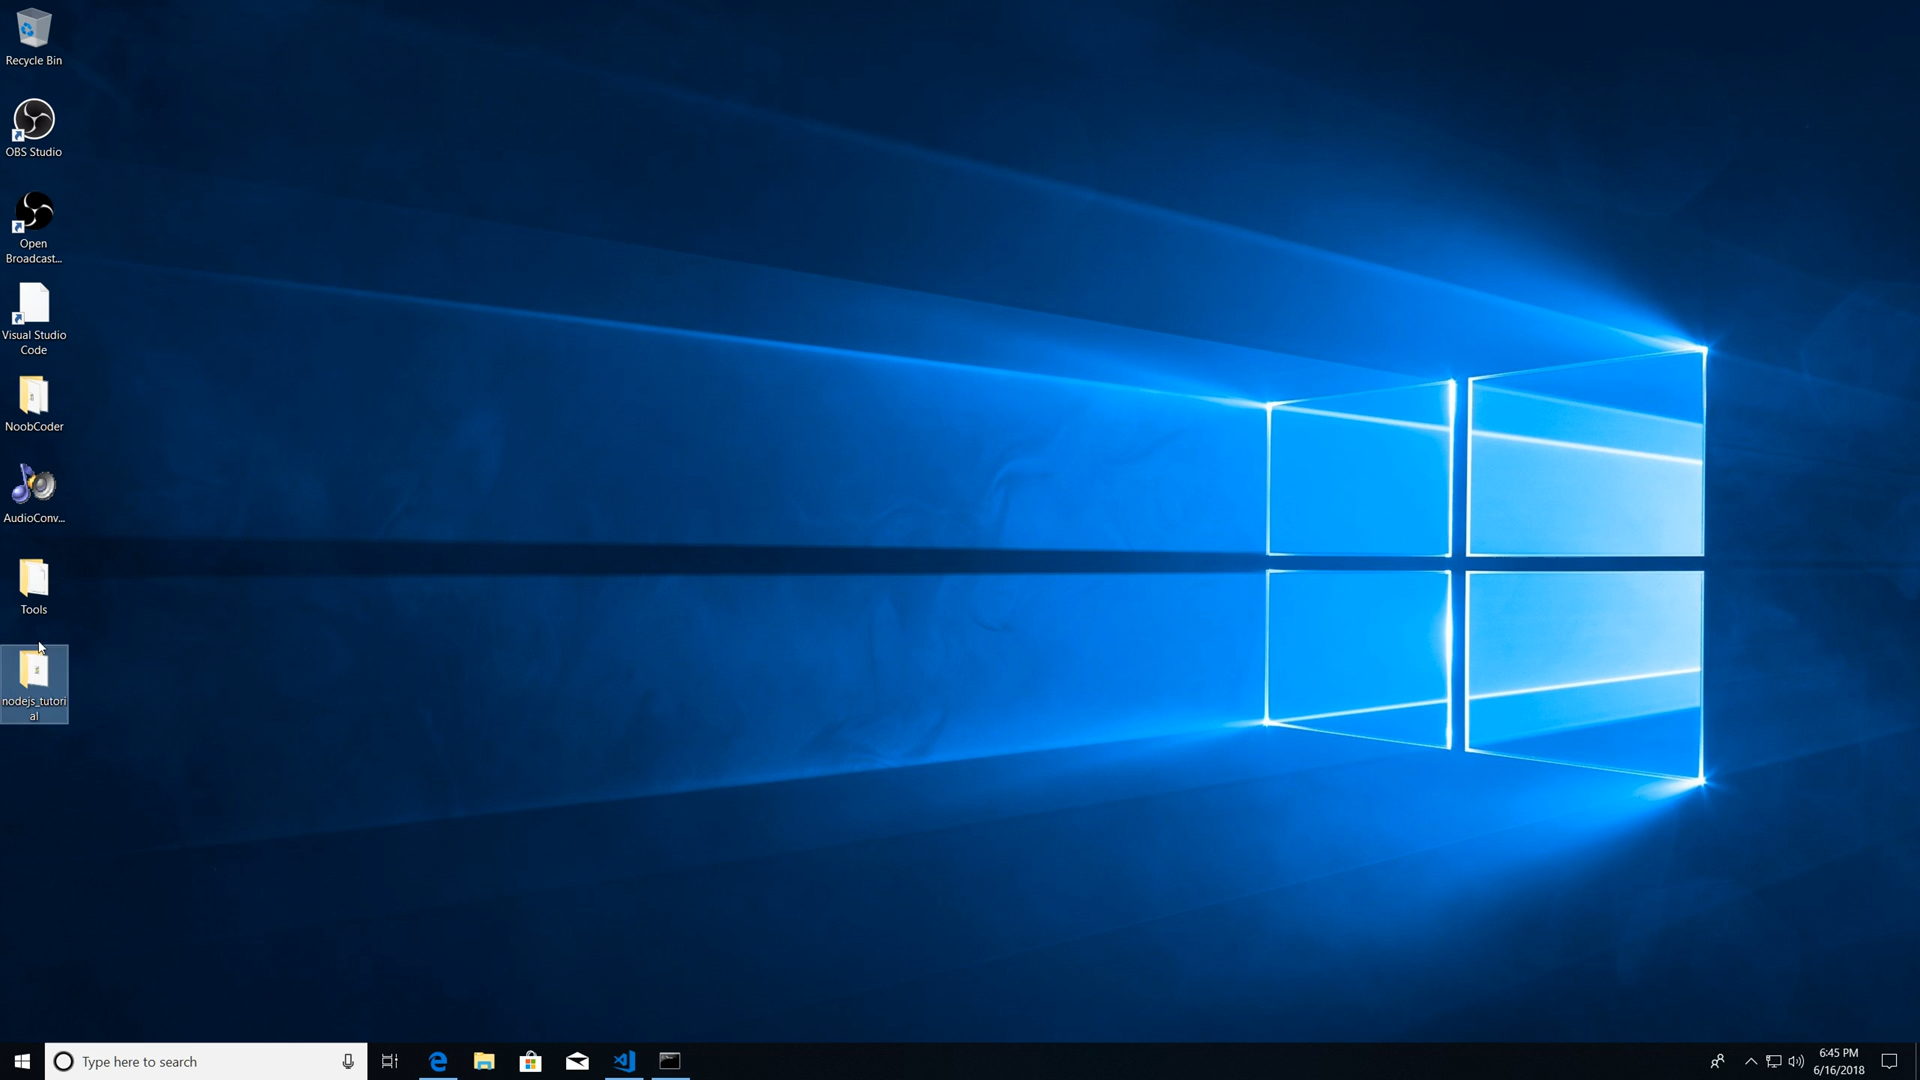 Recycle Bin
OBS Studio
Open
Broadcast...
Visual Studio
Code
NoobCoder
AudioConv...
Tools
nodejs_tutori
al
Type here to search
6:45 PM
6/16/2018